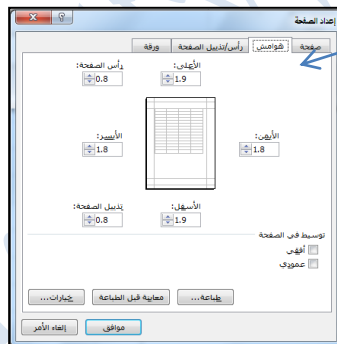 إعداد الصفحة
صفحة هوامش رأس/تذييل الصفحة ورقة
الأعلى: رأس الصفحة:
1.9 0.8
الأيمن: الأيسر:
1.8 1.8
الأسفل: تذييل الصفحة:
1.9 0.8
توسيط في الصفحة
أفقي
عمودي
طباعة... معاينة قبل الطباعة خيارات...
موافق إلغاء الأمر